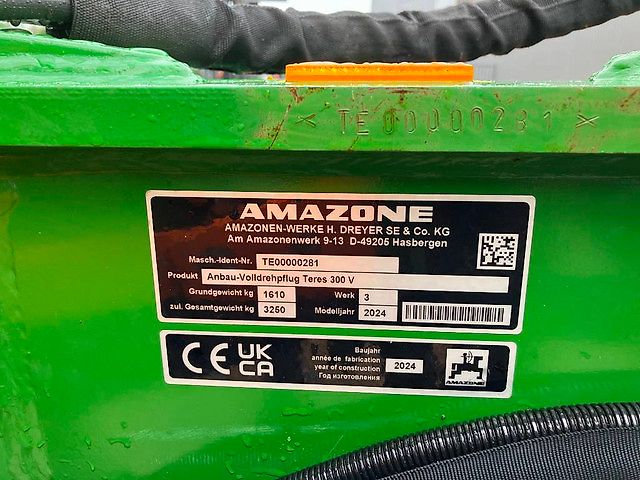 × TE00000281 ×
AMAZONE
AMAZONEN-WERKE H. DREYER SE & Co. KG
Am Amazonenwerk 9-13 D-49205 Hasbergen
Masch.-Ident-Nr. TE00000281
Produkt Anbau-Volldrehpflug Teres 300 V
Grundgewicht kg 1610 Werk 3
zul. Gesamtgewicht kg 3250 Modelljahr 2024
CE UK CA
Baujahr
année de fabrication
year of construction
Год изготовления
2024
AMAZONE